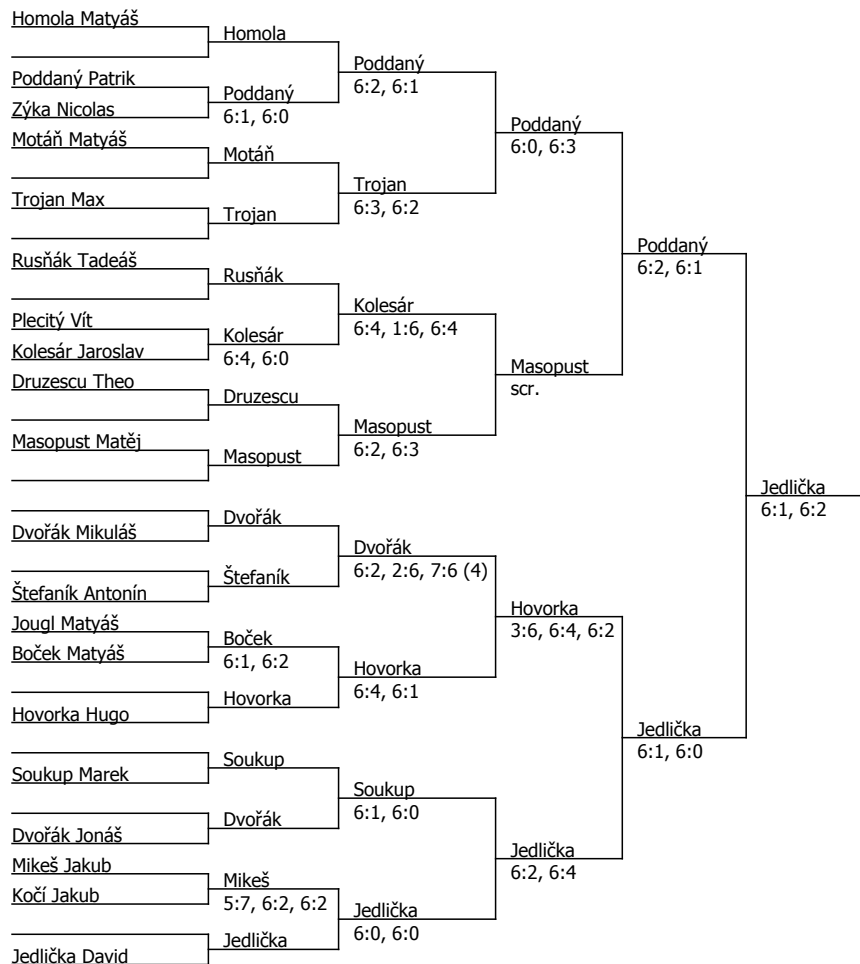 Homola Matyáš
Homola
Poddaný
6:2, 6:1
Poddaný Patrik
Poddaný
Zýka Nicolas
6:1, 6:0
Poddaný
6:0, 6:3
Motáň Matyáš
Motáň
Trojan
6:3, 6:2
Trojan Max
Trojan
Poddaný
6:2, 6:1
Rusňák Tadeáš
Rusňák
Kolesár
6:4, 1:6, 6:4
Plecitý Vít
Kolesár
Kolesár Jaroslav
6:4, 6:0
Masopust
scr.
Druzescu Theo
Druzescu
Masopust
6:2, 6:3
Masopust Matěj
Masopust
Jedlička
6:1, 6:2
Dvořák
Dvořák Mikuláš
Dvořák
6:2, 2:6, 7:6 (4)
Štefaník
Štefaník Antonín
Hovorka
3:6, 6:4, 6:2
Jougl Matyáš
Boček
Boček Matyáš
6:1, 6:2
Hovorka
6:4, 6:1
Hovorka
Hovorka Hugo
Jedlička
6:1, 6:0
Soukup
Soukup Marek
Soukup
6:1, 6:0
Dvořák
Dvořák Jonáš
Jedlička
6:2, 6:4
Mikeš Jakub
Mikeš
Kočí Jakub
5:7, 6:2, 6:2
Jedlička
6:0, 6:0
Jedlička
Jedlička David